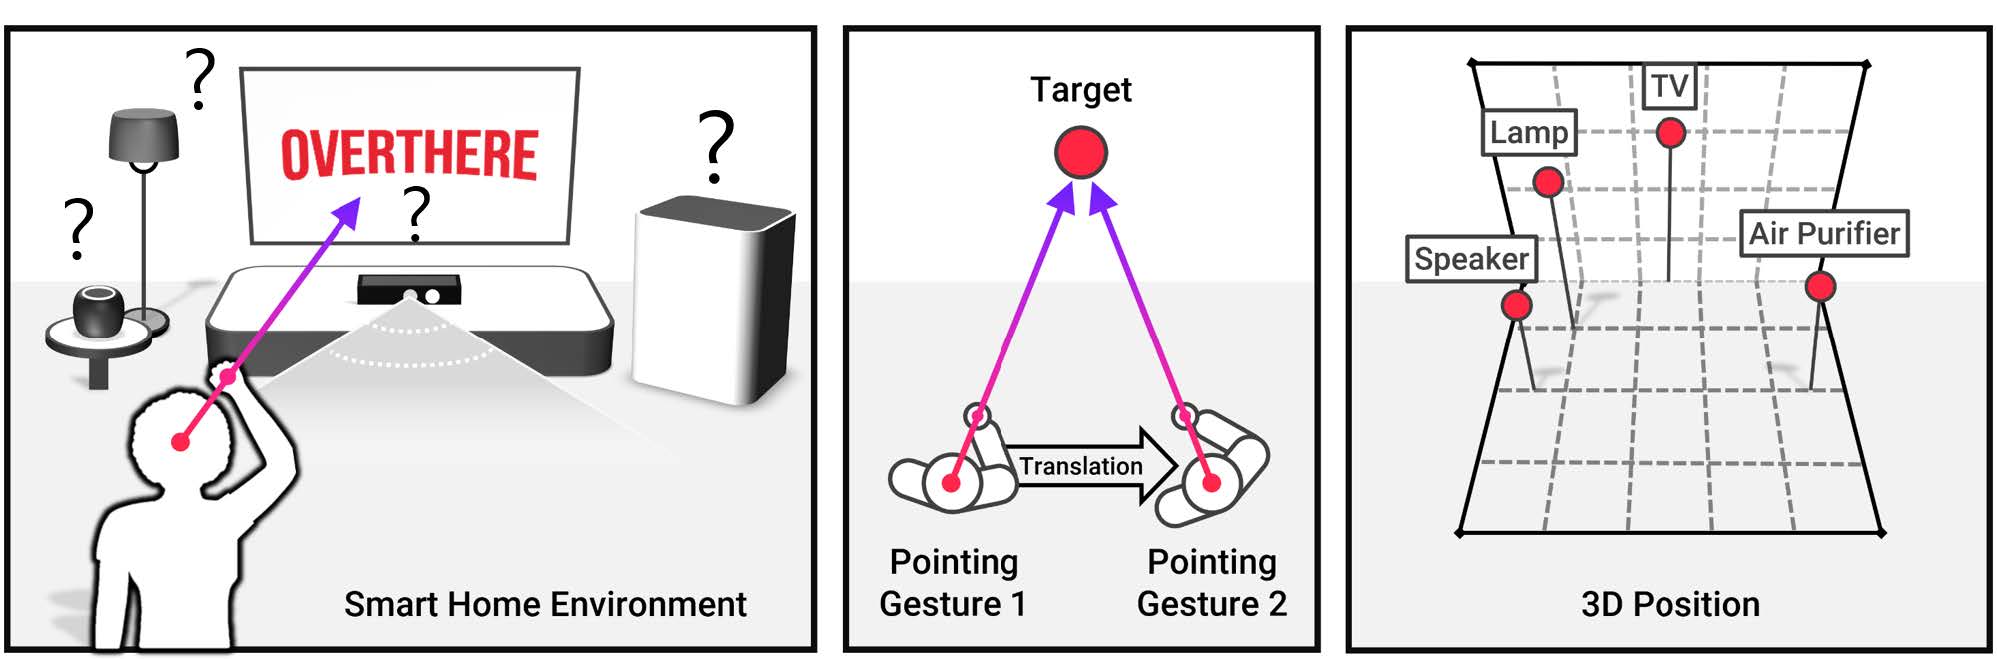 ?
?
?
?
OVERTHERE
Smart Home Environment
Target
Translation
Pointing
Gesture 1
Pointing
Gesture 2
TV
Lamp
Air Purifier
Speaker
3D Position